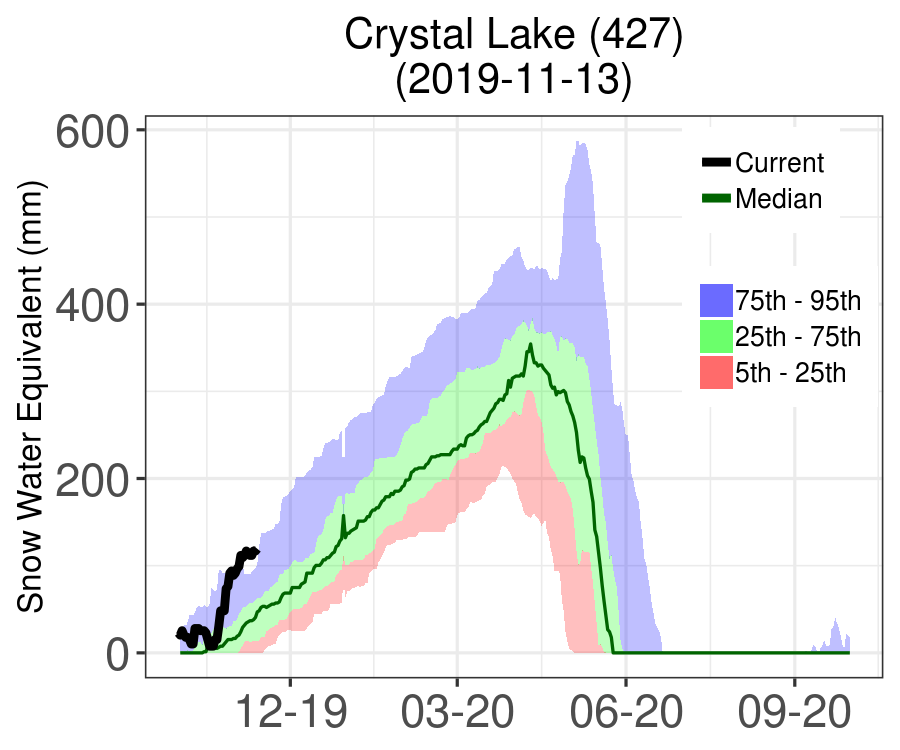 Crystal Lake (427)
(2019-11-13)
Snow Water Equivalent (mm)
600
400
200
0
12-19
03-20
06-20
09-20
Current
Median
75th - 95th
25th - 75th
5th - 25th